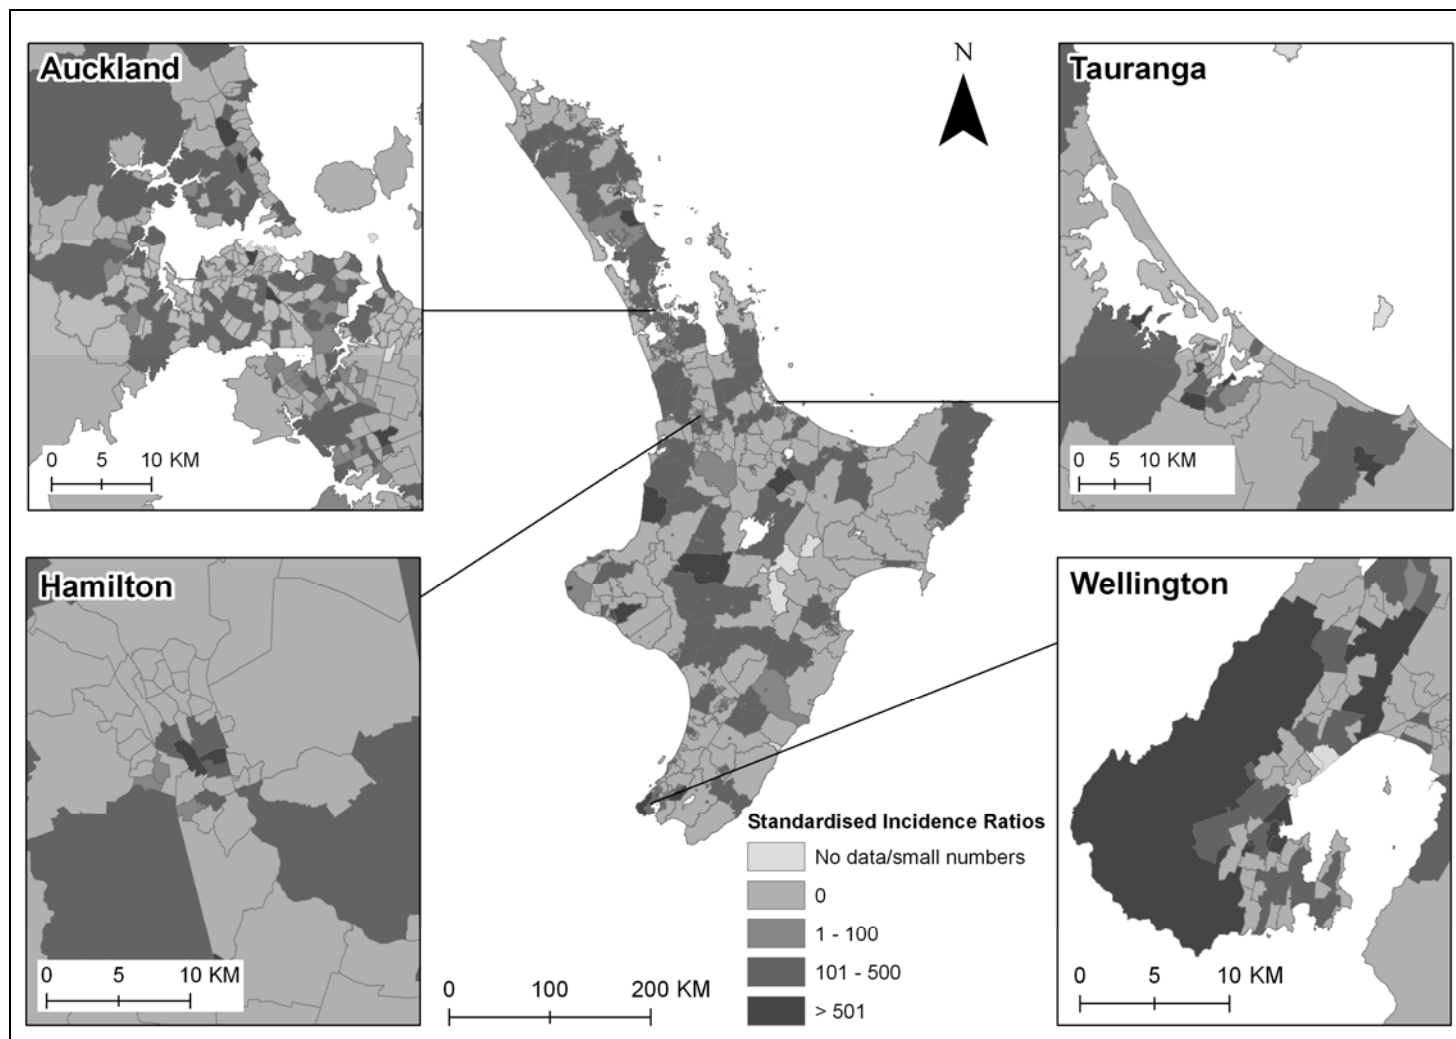 Auckland
0 5 10 KM
N
Tauranga
0 5 10 KM
Hamilton
0 5 10 KM
Wellington
0 5 10 KM
Standardised Incidence Ratios
No data/small numbers
0
1 - 100
101 - 500
> 501
0 100 200 KM